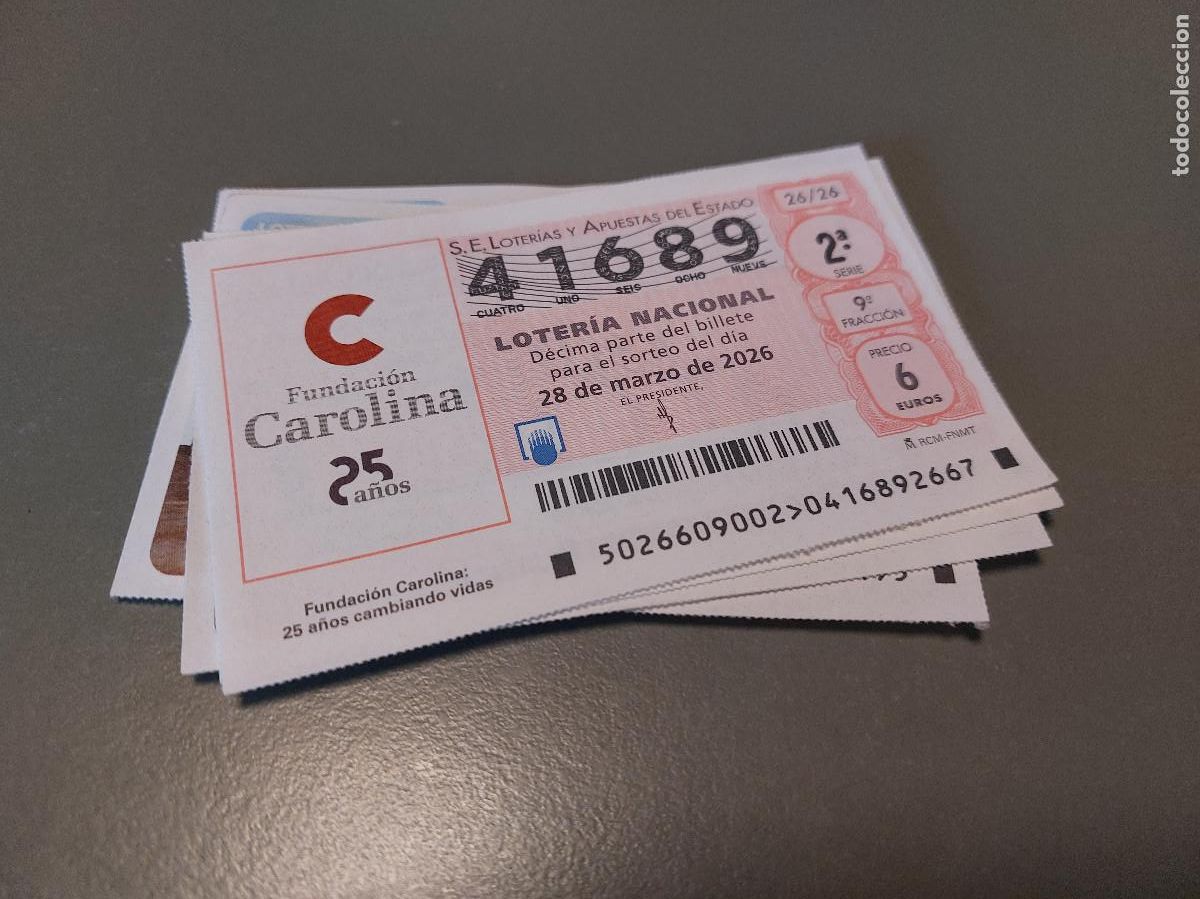 todocoleccion
S.E. LOTERÍAS Y APUESTAS DEL ESTADO
41689
CUATRO UNO SEIS OCHO NUEVE
LOTERÍA NACIONAL
Décima parte del billete
para el sorteo del día
28 de marzo de 2026
EL PRESIDENTE,
26/26
2ª
SERIE
9ª
FRACCIÓN
PRECIO
6
EUROS
RCM-FNMT
C
Fundación
Carolina
25
años
5026609002>0416892667
Fundación Carolina:
25 años cambiando vidas